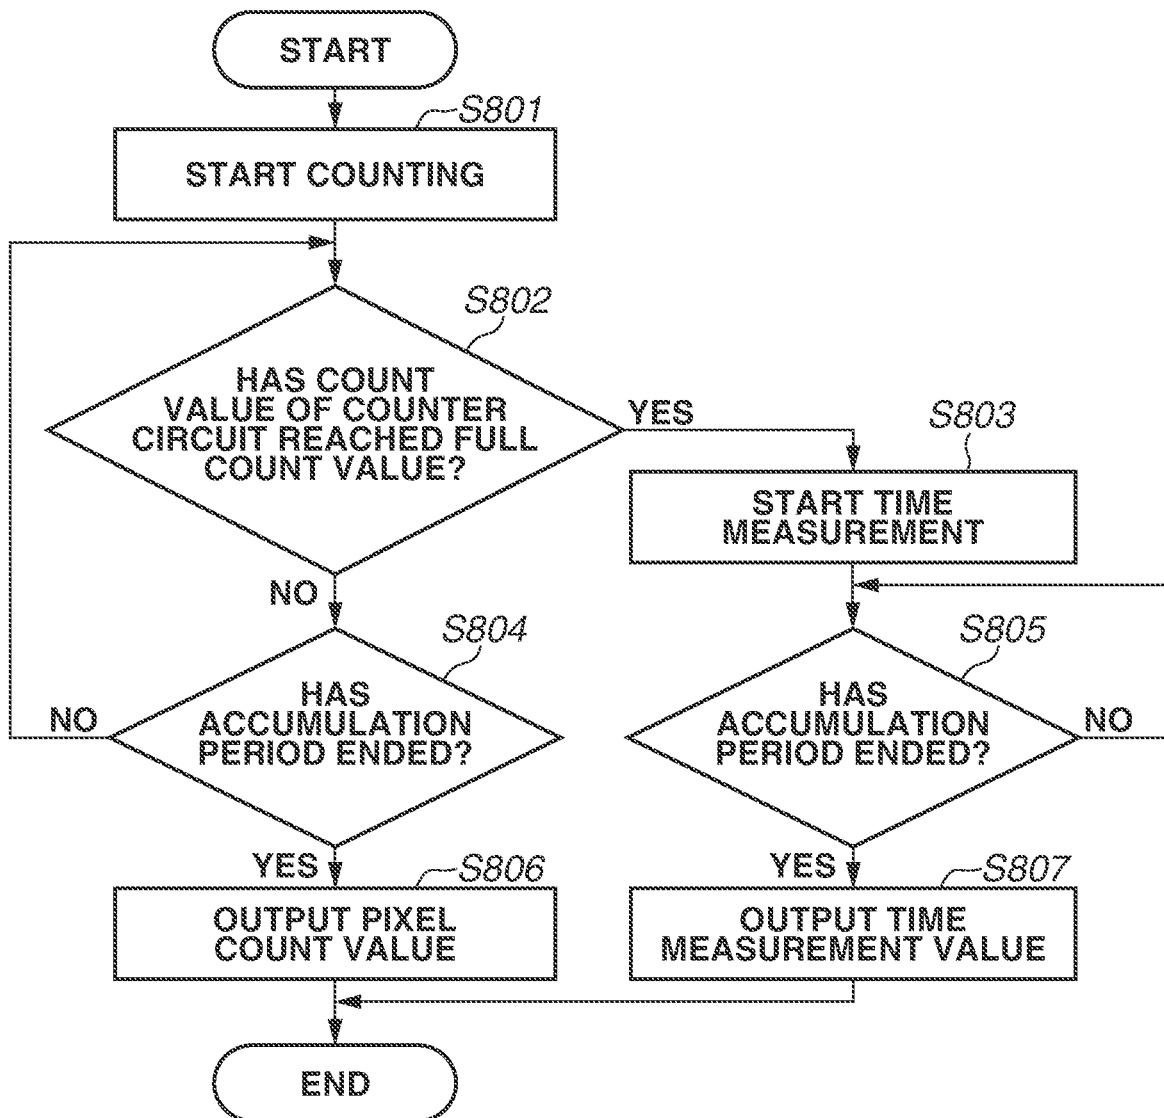 START
S801
START COUNTING
S802
HAS COUNT
VALUE OF COUNTER
CIRCUIT REACHED FULL
COUNT VALUE?
YES
S803
START TIME
MEASUREMENT
NO
S804
HAS
ACCUMULATION
PERIOD ENDED?
NO
S805
HAS
ACCUMULATION
PERIOD ENDED?
NO
YES
S806
OUTPUT PIXEL
COUNT VALUE
YES
S807
OUTPUT TIME
MEASUREMENT VALUE
END